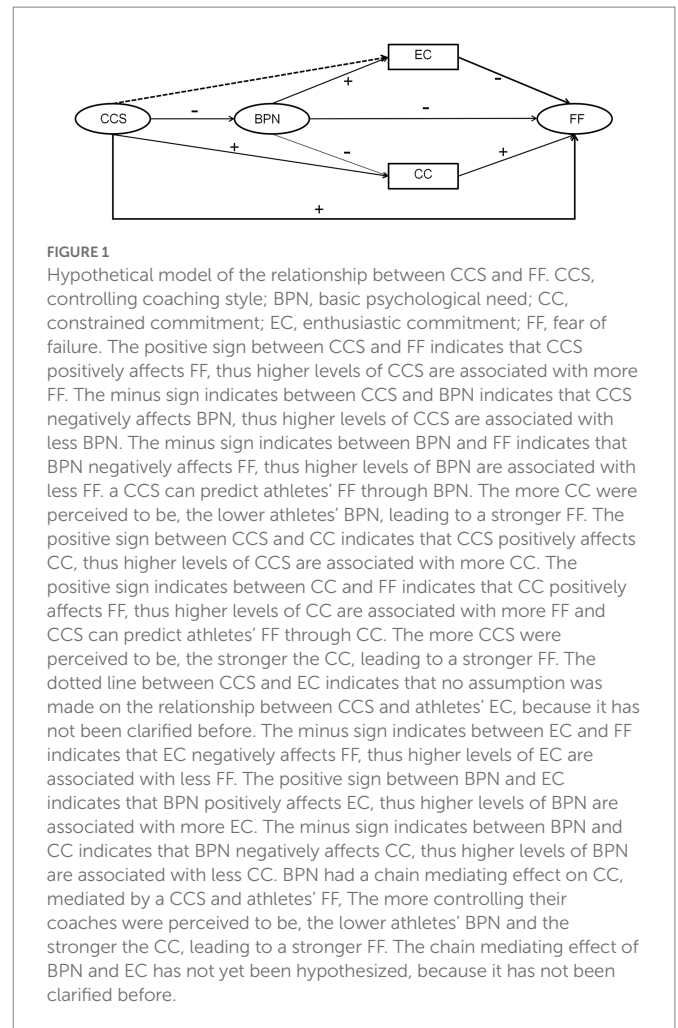 EC
+
-
CCS
-
BPN
-
FF
+
-
CC
+
+
FIGURE 1
Hypothetical model of the relationship between CCS and FF. CCS,
controlling coaching style; BPN, basic psychological need; CC,
constrained commitment; EC, enthusiastic commitment; FF, fear of
failure. The positive sign between CCS and FF indicates that CCS
positively affects FF, thus higher levels of CCS are associated with more
FF. The minus sign indicates between CCS and BPN indicates that CCS
negatively affects BPN, thus higher levels of CCS are associated with
less BPN. The minus sign indicates between BPN and FF indicates that
BPN negatively affects FF, thus higher levels of BPN are associated with
less FF. a CCS can predict athletes’ FF through BPN. The more CC were
perceived to be, the lower athletes’ BPN, leading to a stronger FF. The
positive sign between CCS and CC indicates that CCS positively affects
CC, thus higher levels of CCS are associated with more CC. The
positive sign indicates between CC and FF indicates that CC positively
affects FF, thus higher levels of CC are associated with more FF and
CCS can predict athletes’ FF through CC. The more CCS were
perceived to be, the stronger the CC, leading to a stronger FF. The
dotted line between CCS and EC indicates that no assumption was
made on the relationship between CCS and athletes’ EC, because it has
not been clarified before. The minus sign indicates between EC and FF
indicates that EC negatively affects FF, thus higher levels of EC are
associated with less FF. The positive sign between BPN and EC
indicates that BPN positively affects EC, thus higher levels of BPN are
associated with more EC. The minus sign indicates between BPN and
CC indicates that BPN negatively affects CC, thus higher levels of BPN
are associated with less CC. BPN had a chain mediating effect on CC,
mediated by a CCS and athletes’ FF, The more controlling their
coaches were perceived to be, the lower athletes’ BPN and the
stronger the CC, leading to a stronger FF. The chain mediating effect of
BPN and EC has not yet been hypothesized, because it has not been
clarified before.